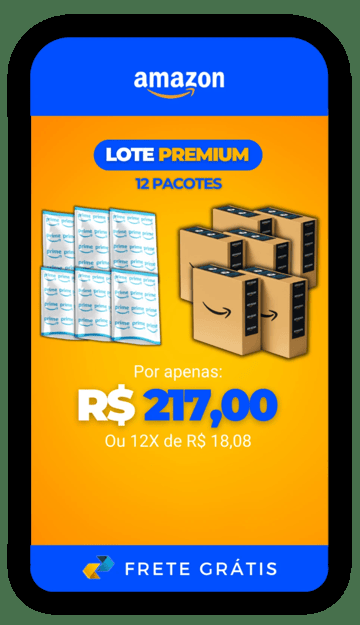 amazon
LOTE PREMIUM
12 PACOTES
Por apenas:
R$ 217,00
Ou 12X de R$ 18,08
FRETE GRÁTIS